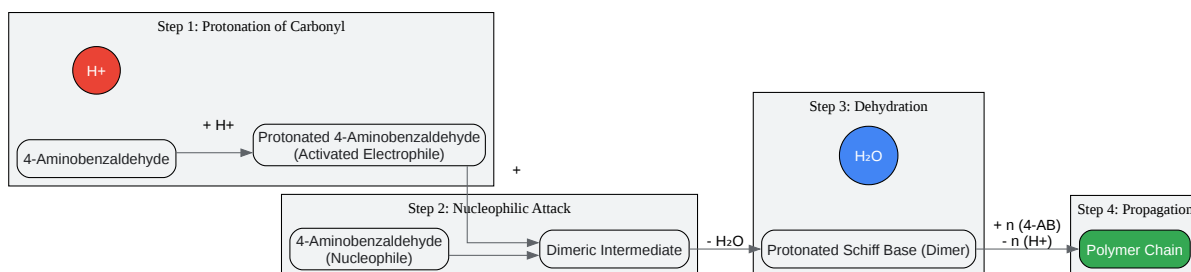 Step 1: Protonation of Carbonyl
H+
+ H+
4-Aminobenzaldehyde
Protonated 4-Aminobenzaldehyde
(Activated Electrophile)
+
Step 2: Nucleophilic Attack
4-Aminobenzaldehyde
(Nucleophile)
Dimeric Intermediate
- H₂O
Step 3: Dehydration
H₂O
Protonated Schiff Base (Dimer)
+ n (4-AB)
- n (H+)
Step 4: Propagation
Polymer Chain